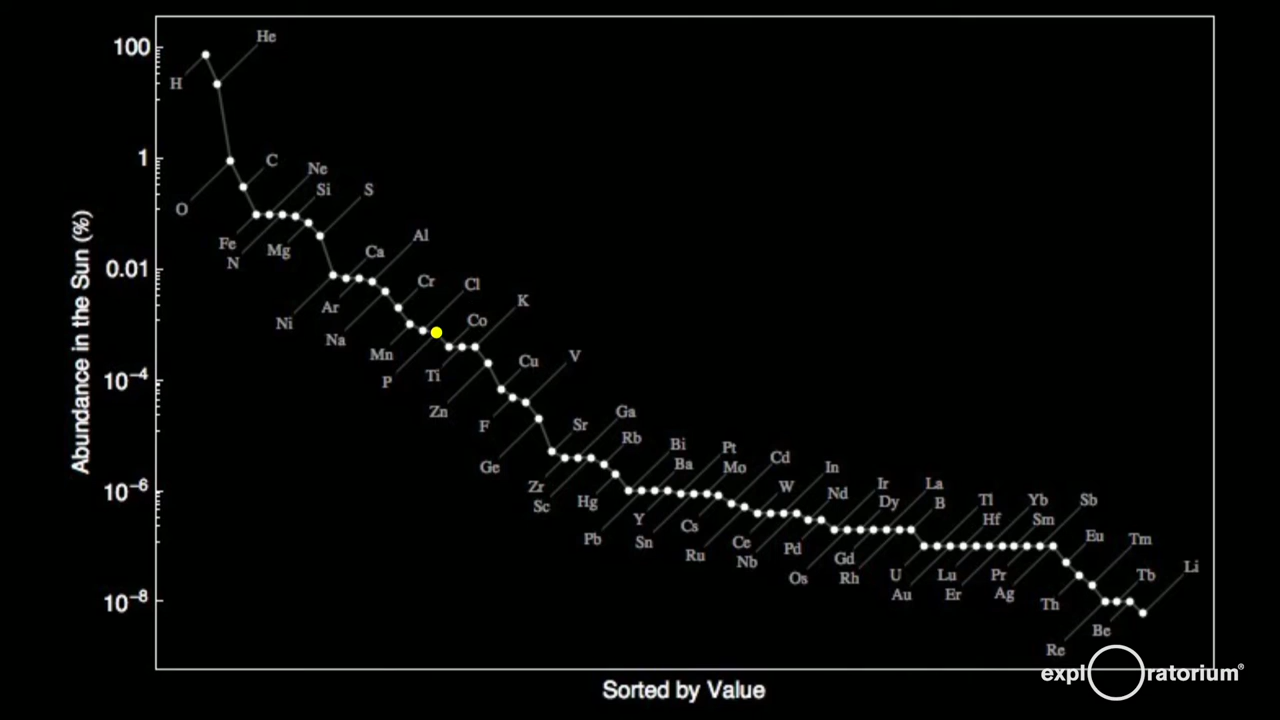 Abundance in the Sun (%)
100
1
0.01
10⁻⁴
10⁻⁶
10⁻⁸
H
He
O
C
Fe
Ne
N
Si
Mg
S
Ni
Ca
Ar
Al
Na
Cr
Mn
Cl
P
Co
Ti
K
Zn
Cu
F
V
Ge
Sr
Zr
Ga
Sc
Rb
Hg
Bi
Pb
Ba
Y
Pt
Sn
Mo
Cs
Cd
Ru
W
Ce
In
Nb
Nd
Pd
Ir
Os
Dy
Gd
La
Rh
B
U
Tl
Au
Hf
Lu
Yb
Er
Sm
Pr
Sb
Ag
Eu
Th
Tm
Re
Tb
Be
Li
Sorted by Value
exploratorium®